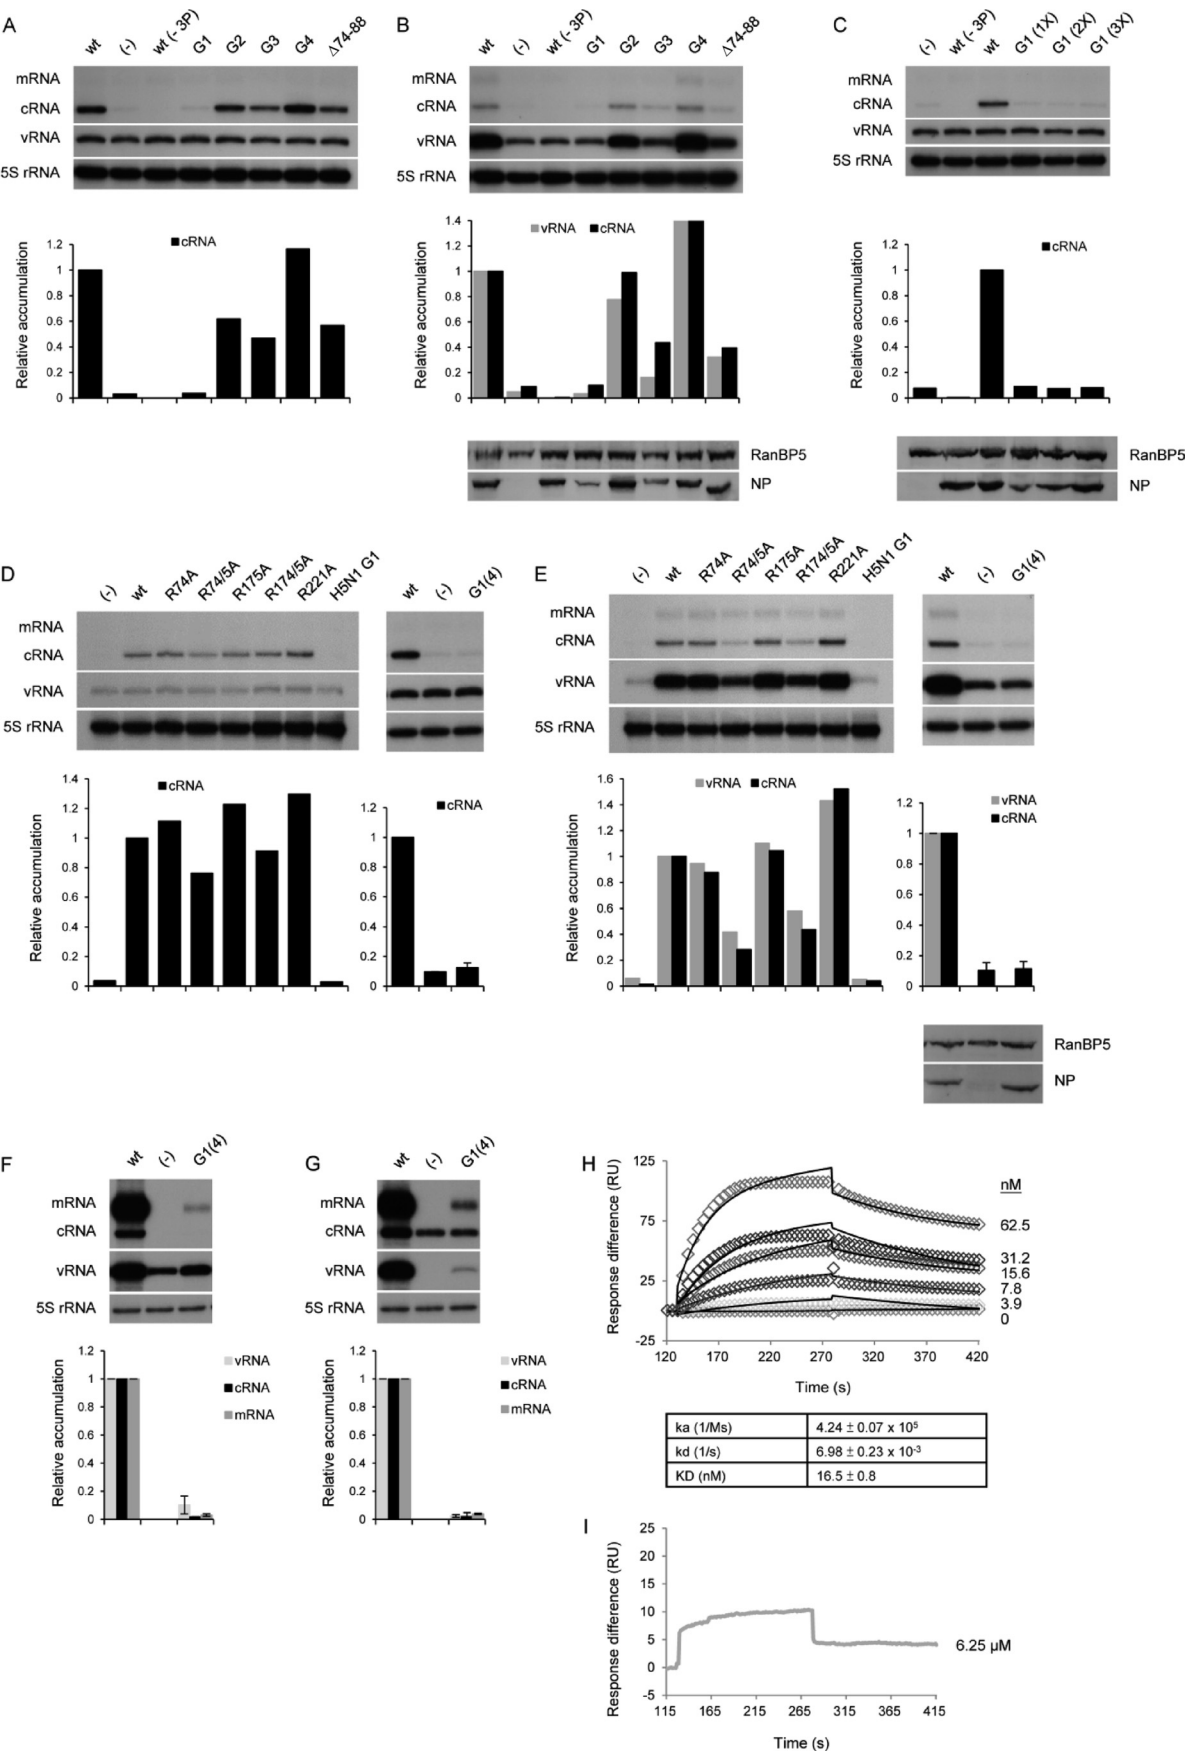 A
wt (-) wt (- 3P) G1 G2 G3 G4 Δ74-88
mRNA
cRNA
vRNA
5S rRNA
Relative accumulation
cRNA
1.2
1
0.8
0.6
0.4
0.2
0
B
wt (-) wt (- 3P) G1 G2 G3 G4 Δ74-88
mRNA
cRNA
vRNA
5S rRNA
Relative accumulation
vRNA cRNA
1.4
1.2
1
0.8
0.6
0.4
0.2
0
RanBP5
NP
C
(-) wt (- 3P) wt G1 (1X) G1 (2X) G1 (3X)
mRNA
cRNA
vRNA
5S rRNA
Relative accumulation
cRNA
1.2
1
0.8
0.6
0.4
0.2
0
RanBP5
NP
D
(-) wt R74A R74/5A R175A R174/5A R221A H5N1 G1
wt (-) G1(4)
mRNA
cRNA
vRNA
5S rRNA
Relative accumulation
cRNA
1.4
1.2
1
0.8
0.6
0.4
0.2
0
cRNA
1.2
1
0.8
0.6
0.4
0.2
0
E
(-) wt R74A R74/5A R175A R174/5A R221A H5N1 G1
wt (-) G1(4)
mRNA
cRNA
vRNA
5S rRNA
Relative accumulation
vRNA cRNA
1.6
1.4
1.2
1
0.8
0.6
0.4
0.2
0
vRNA
cRNA
1.2
1
0.8
0.6
0.4
0.2
0
RanBP5
NP
F
wt (-) G1(4)
mRNA
cRNA
vRNA
5S rRNA
Relative accumulation
1.2
1
0.8
0.6
0.4
0.2
0
vRNA
cRNA
mRNA
G
wt (-) G1(4)
mRNA
cRNA
vRNA
5S rRNA
Relative accumulation
1.2
1
0.8
0.6
0.4
0.2
0
vRNA
cRNA
mRNA
H
Response difference (RU)
125
75
25
-25
120 170 220 270 320 370 420
Time (s)
nM
62.5
31.2
15.6
7.8
3.9
0
ka (1/Ms) 4.24 ± 0.07 x 10⁵
kd (1/s) 6.98 ± 0.23 x 10⁻³
KD (nM) 16.5 ± 0.8
I
Response difference (RU)
25
20
15
10
5
0
-5
115 165 215 265 315 365 415
Time (s)
6.25 µM